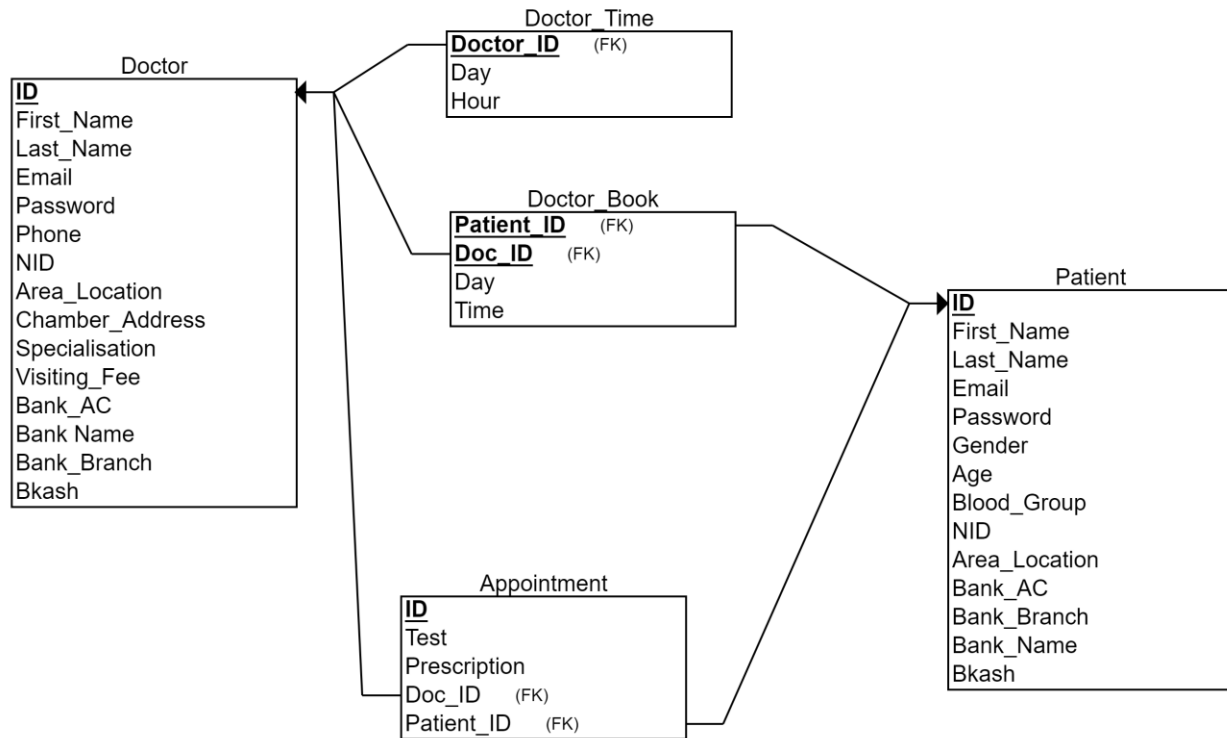 Doctor
ID
First_Name
Last_Name
Email
Password
Phone
NID
Area_Location
Chamber_Address
Specialisation
Visiting_Fee
Bank_AC
Bank Name
Bank_Branch
Bkash
Doctor_Time
Doctor_ID (FK)
Day
Hour
Doctor_Book
Patient_ID (FK)
Doc_ID (FK)
Day
Time
Appointment
ID
Test
Prescription
Doc_ID (FK)
Patient_ID (FK)
Patient
ID
First_Name
Last_Name
Email
Password
Gender
Age
Blood_Group
NID
Area_Location
Bank_AC
Bank_Branch
Bank_Name
Bkash